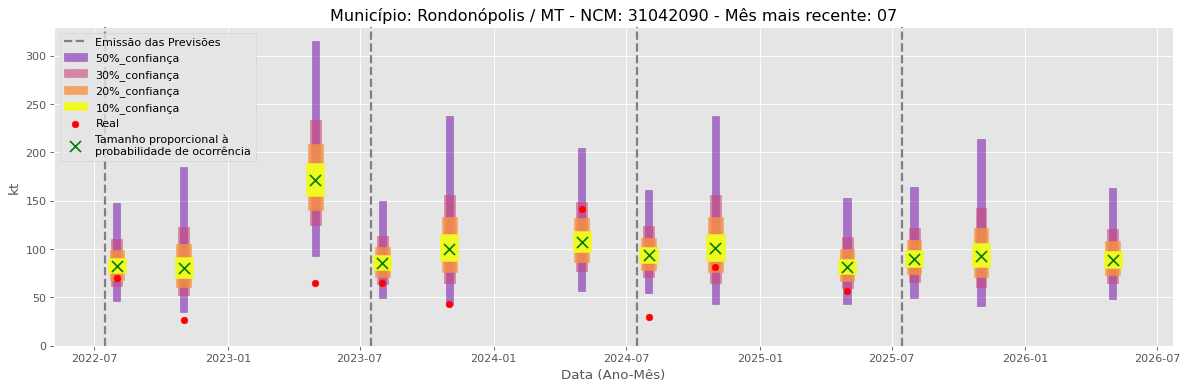 Município: Rondonópolis / MT - NCM: 31042090 - Mês mais recente: 07
Emissão das Previsões
50%_confiança
30%_confiança
20%_confiança
10%_confiança
Real
Tamanho proporcional à
probabilidade de ocorrência
kt
300
250
200
150
100
50
0
2022-07
2023-01
2023-07
2024-01
2024-07
2025-01
2025-07
2026-01
2026-07
Data (Ano-Mês)